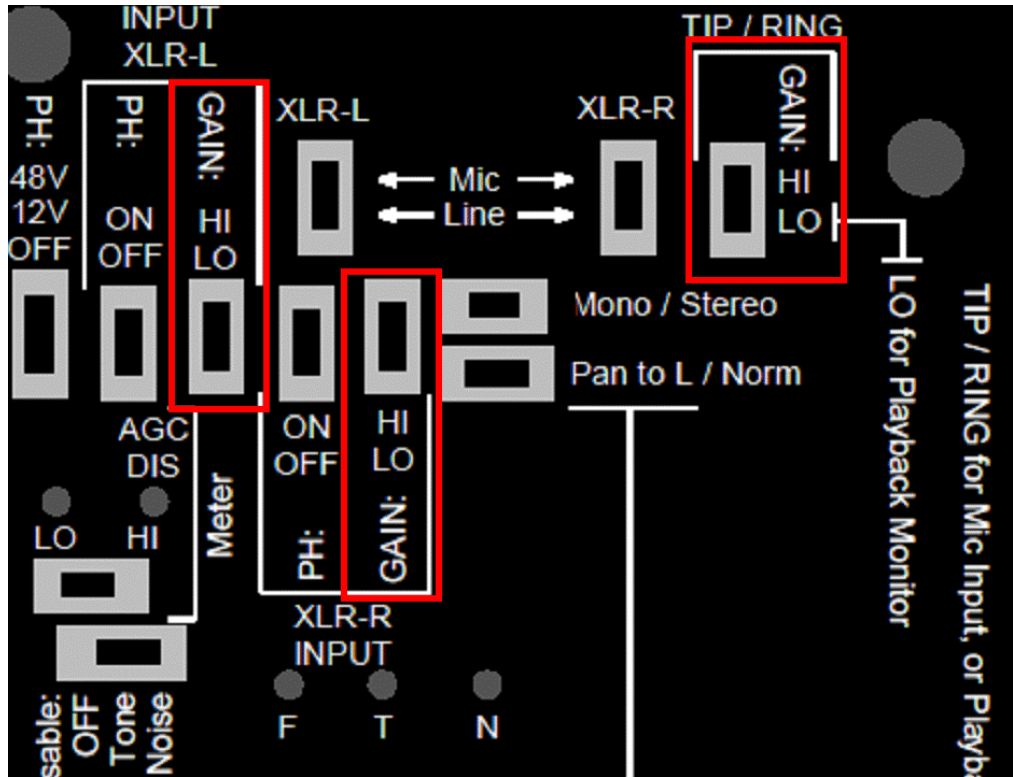 INPUT
XLR-L
TIP / RING
PH:
48V
12V
OFF
PH:
ON
OFF
GAIN:
HI
LO
XLR-L
Mic
Line
XLR-R
GAIN:
HI
LO
Mono / Stereo
Pan to L / Norm
LO for Playback Monitor
TIP / RING for Mic Input, or
AGC
DIS
LO
HI
Meter
ON
OFF
PH:
HI
LO
GAIN:
XLR-R
INPUT
OFF
Tone
Noise
F
T
N